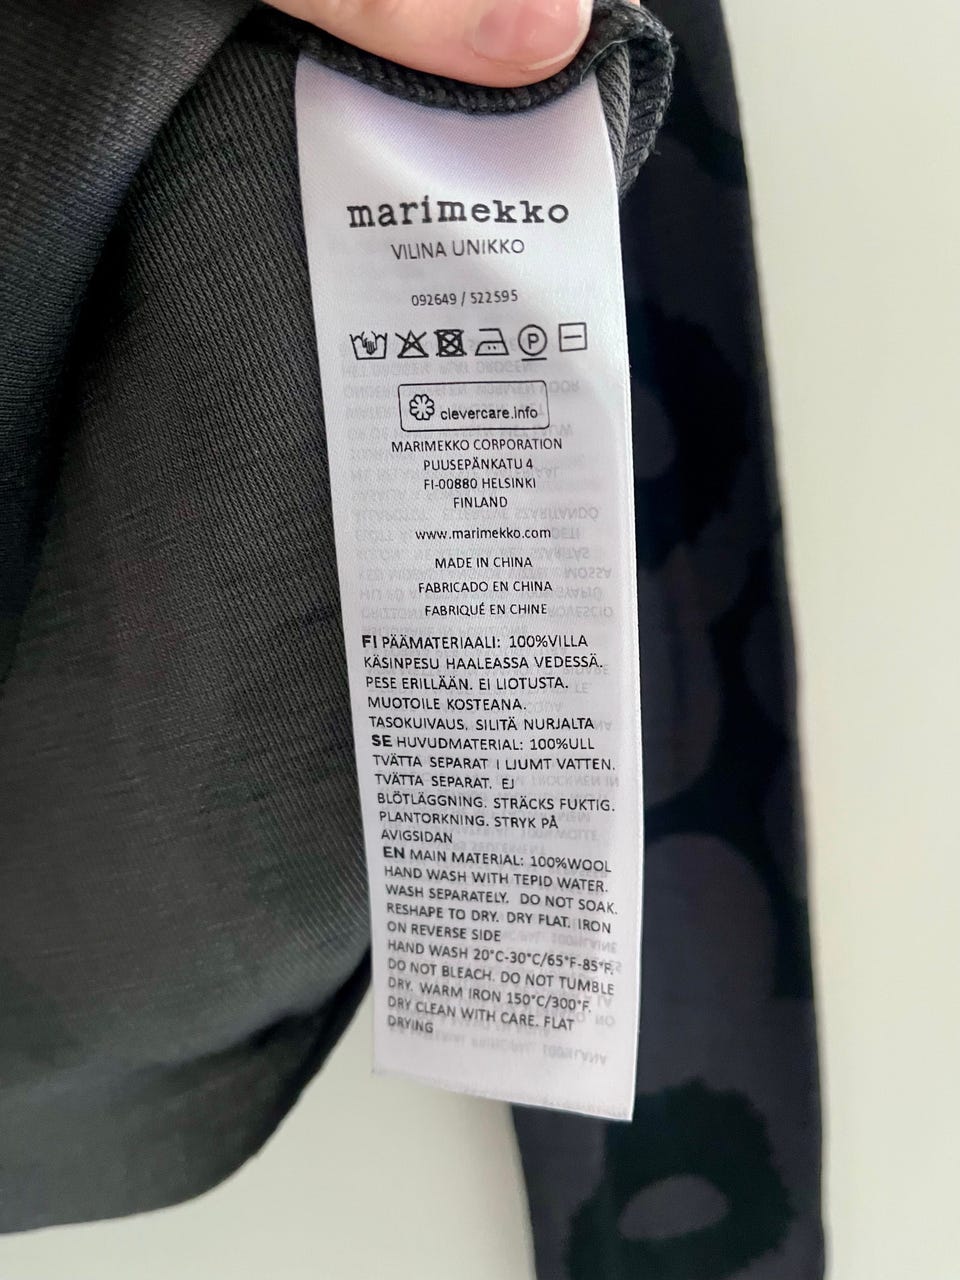 marimekko
VILINA UNIKKO
092649 / 522595
P
clevercare.info
MARIMEKKO CORPORATION
PUUSEPÄNKATU 4
FI-00880 HELSINKI
FINLAND
www.marimekko.com
MADE IN CHINA
FABRICADO EN CHINA
FABRIQUÉ EN CHINE
FI PÄÄMATERIAALI: 100%VILLA
KÄSINPESU HAALEASSA VEDESSÄ.
PESE ERILLÄÄN. EI LIOTUSTA.
MUOTOILE KOSTEANA.
TASOKUIVAUS. SILITÄ NURJALTA
SE HUVUDMATERIAL: 100%ULL
TVÄTTA SEPARAT I LJUMT VATTEN.
TVÄTTA SEPARAT. EJ
BLÖTLÄGGNING. STRÄCKS FUKTIG.
PLANTORKNING. STRYK PÅ
AVIGSIDAN
EN MAIN MATERIAL: 100%WOOL
HAND WASH WITH TEPID WATER.
WASH SEPARATELY. DO NOT SOAK.
RESHAPE TO DRY. DRY FLAT. IRON
ON REVERSE SIDE
HAND WASH 20°C-30°C/65°F-85°F.
DO NOT BLEACH. DO NOT TUMBLE
DRY. WARM IRON 150°C/300°F.
DRY CLEAN WITH CARE. FLAT
DRYING